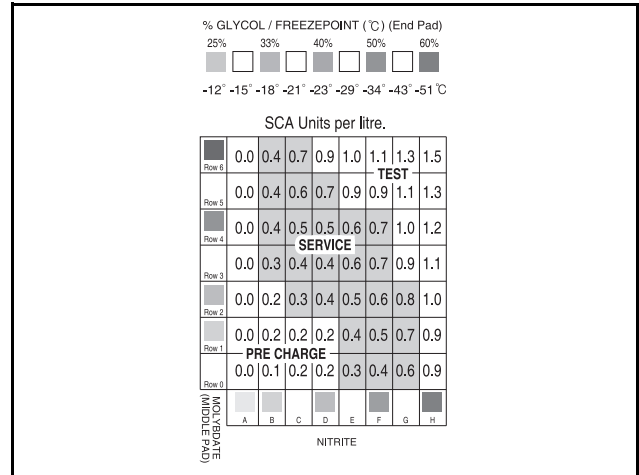 % GLYCOL / FREEZEPOINT (°C) (End Pad)
25% 33% 40% 50% 60%
-12° -15° -18° -21° -23° -29° -34° -43° -51 °C
SCA Units per litre.
Row 6 0.0 0.4 0.7 0.9 1.0 1.1 1.3 1.5
TEST
Row 5 0.0 0.4 0.6 0.7 0.9 0.9 1.1 1.3
Row 4 0.0 0.4 0.5 0.5 0.6 0.7 1.0 1.2
SERVICE
Row 3 0.0 0.3 0.4 0.4 0.6 0.7 0.9 1.1
Row 2 0.0 0.2 0.3 0.4 0.5 0.6 0.8 1.0
Row 1 0.0 0.2 0.2 0.2 0.4 0.5 0.7 0.9
PRE CHARGE
Row 0 0.0 0.1 0.2 0.2 0.3 0.4 0.6 0.9
A B C D E F G H
MOLYBDATE
(MIDDLE PAD)
NITRITE